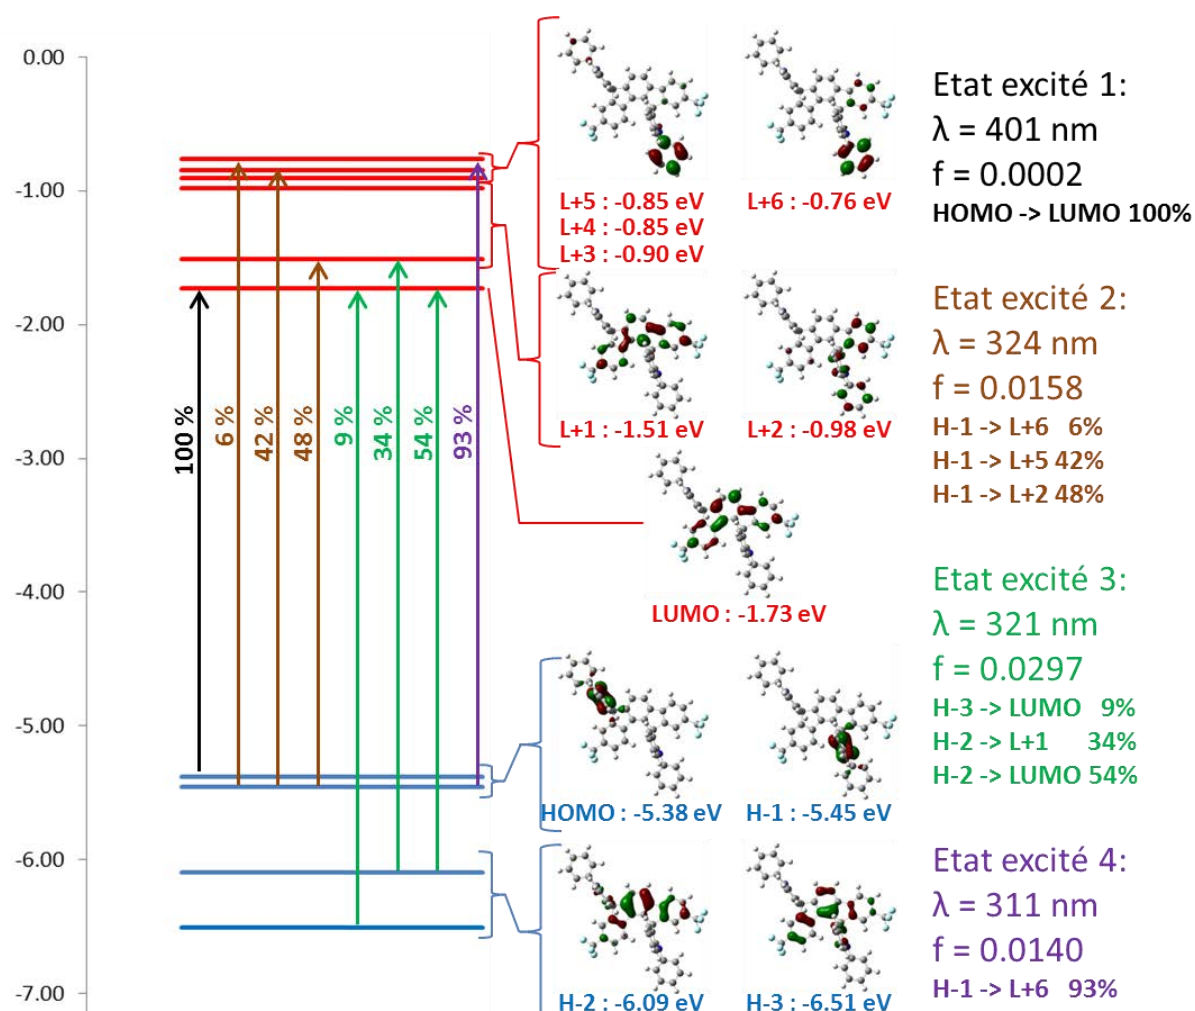 0.00
-1.00
-2.00
-3.00
-4.00
-5.00
-6.00
-7.00
100 %
6 %
42 %
48 %
9 %
34 %
54 %
93 %
L+5 : -0.85 eV
L+4 : -0.85 eV
L+3 : -0.90 eV
L+6 : -0.76 eV
L+1 : -1.51 eV
L+2 : -0.98 eV
LUMO : -1.73 eV
HOMO : -5.38 eV
H-1 : -5.45 eV
H-2 : -6.09 eV
H-3 : -6.51 eV
Etat excité 1:
λ = 401 nm
f = 0.0002
HOMO -> LUMO 100%
Etat excité 2:
λ = 324 nm
f = 0.0158
H-1 -> L+6 6%
H-1 -> L+5 42%
H-1 -> L+2 48%
Etat excité 3:
λ = 321 nm
f = 0.0297
H-3 -> LUMO 9%
H-2 -> L+1 34%
H-2 -> LUMO 54%
Etat excité 4:
λ = 311 nm
f = 0.0140
H-1 -> L+6 93%